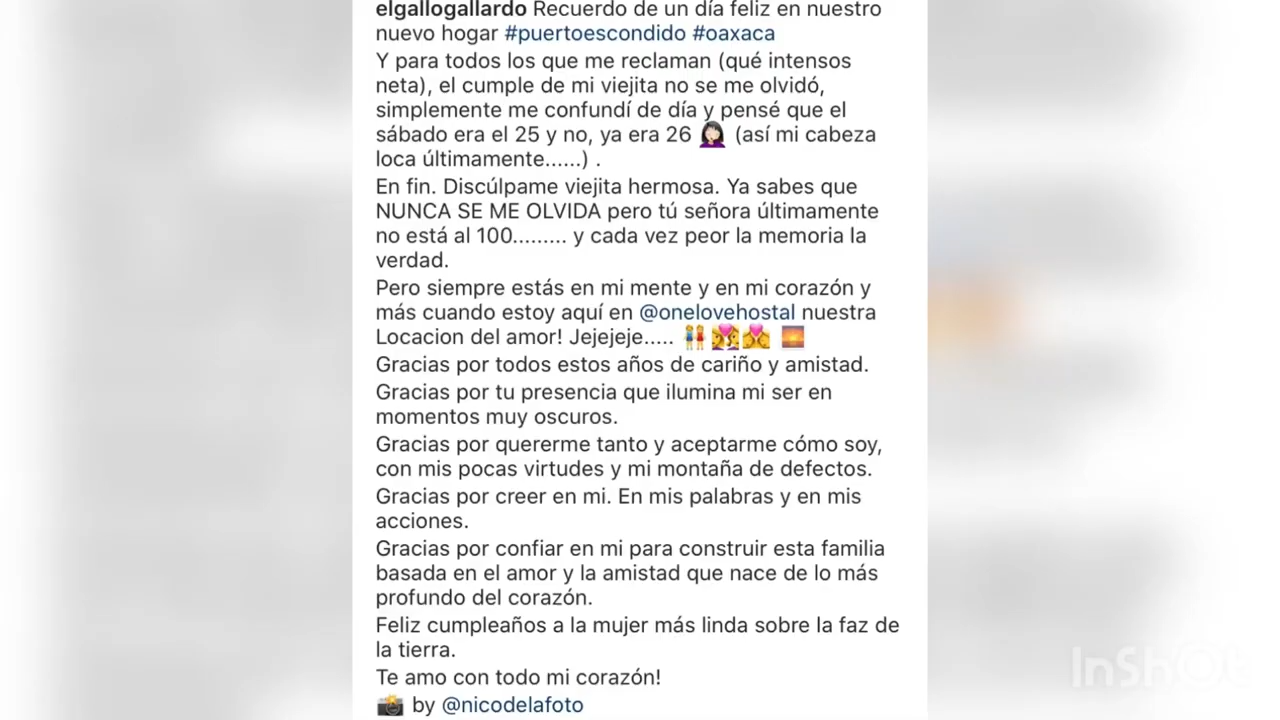 elgallogallardo Recuerdo de un día feliz en nuestro
nuevo hogar #puertoescondido #oaxaca
Y para todos los que me reclaman (qué intensos
neta), el cumple de mi viejita no se me olvidó,
simplemente me confundí de día y pensé que el
sábado era el 25 y no, ya era 26 🤦🏻‍♀️ (así mi cabeza
loca últimamente......) .
En fin. Discúlpame viejita hermosa. Ya sabes que
NUNCA SE ME OLVIDA pero tú señora últimamente
no está al 100......... y cada vez peor la memoria la
verdad.
Pero siempre estás en mi mente y en mi corazón y
más cuando estoy aquí en @onelovehostal nuestra
Locacion del amor! Jejejeje..... 👭👩‍❤️‍💋‍👩👩‍❤️‍👩 🌅
Gracias por todos estos años de cariño y amistad.
Gracias por tu presencia que ilumina mi ser en
momentos muy oscuros.
Gracias por quererme tanto y aceptarme cómo soy,
con mis pocas virtudes y mi montaña de defectos.
Gracias por creer en mi. En mis palabras y en mis
acciones.
Gracias por confiar en mi para construir esta familia
basada en el amor y la amistad que nace de lo más
profundo del corazón.
Feliz cumpleaños a la mujer más linda sobre la faz de
la tierra.
Te amo con todo mi corazón!
📸 by @nicodelafoto
InShOt